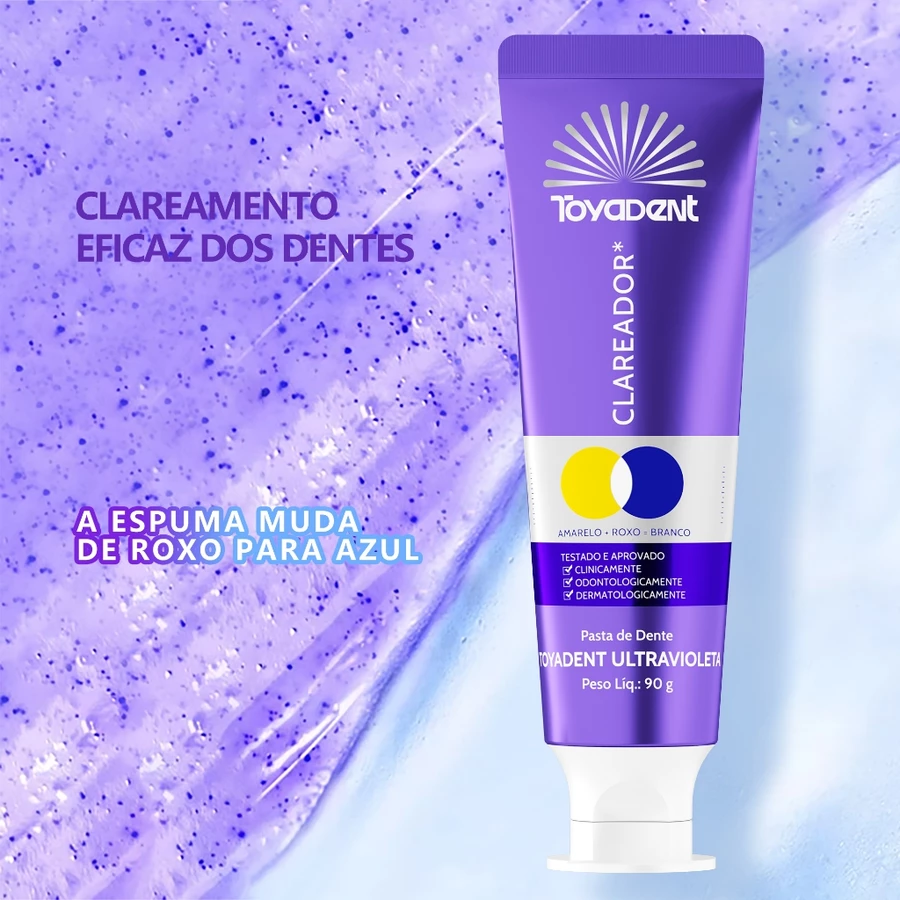 CLAREAMENTO
EFICAZ DOS DENTES
A ESPUMA MUDA
DE ROXO PARA AZUL
TOYADENT
CLAREADOR*
AMARELO + ROXO = BRANCO
TESTADO E APROVADO
CLINICAMENTE
ODONTOLOGICAMENTE
DERMATOLOGICAMENTE
Pasta de Dente
TOYADENT ULTRAVIOLETA
Peso Líq.: 90 g